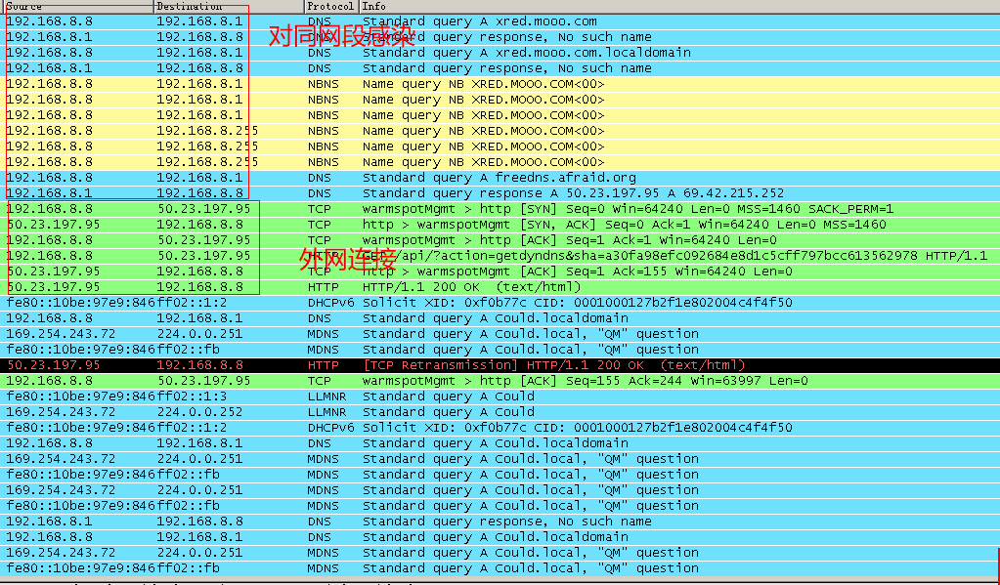 Source Destination Protocol Info
192.168.8.8 192.168.8.1 DNS Standard query A xred.mooo.com
对同网段感染
192.168.8.1 192.168.8.8 DNS Standard query response, No such name
192.168.8.8 192.168.8.1 DNS Standard query A xred.mooo.com.localdomain
192.168.8.1 192.168.8.8 DNS Standard query response, No such name
192.168.8.8 192.168.8.1 NBNS Name query NB XRED.MOOO.COM<00>
192.168.8.8 192.168.8.1 NBNS Name query NB XRED.MOOO.COM<00>
192.168.8.8 192.168.8.1 NBNS Name query NB XRED.MOOO.COM<00>
192.168.8.8 192.168.8.255 NBNS Name query NB XRED.MOOO.COM<00>
192.168.8.8 192.168.8.255 NBNS Name query NB XRED.MOOO.COM<00>
192.168.8.8 192.168.8.255 NBNS Name query NB XRED.MOOO.COM<00>
192.168.8.8 192.168.8.1 DNS Standard query A freedns.afraid.org
192.168.8.1 192.168.8.8 DNS Standard query response A 50.23.197.95 A 69.42.215.252
192.168.8.8 50.23.197.95 TCP warmspotMgmt > http [SYN] Seq=0 Win=64240 Len=0 MSS=1460 SACK_PERM=1
50.23.197.95 192.168.8.8 TCP http > warmspotMgmt [SYN, ACK] Seq=0 Ack=1 Win=64240 Len=0 MSS=1460
192.168.8.8 50.23.197.95 TCP warmspotMgmt > http [ACK] Seq=1 Ack=1 Win=64240 Len=0
外网连接
192.168.8.8 50.23.197.95 /api/?action=getdyndns&sha=a30fa98efc092684e8d1c5cff797bcc613562978 HTTP/1.1
50.23.197.95 192.168.8.8 TCP http > warmspotMgmt [ACK] Seq=1 Ack=155 Win=64240 Len=0
50.23.197.95 192.168.8.8 HTTP HTTP/1.1 200 OK (text/html)
fe80::10be:97e9:846 ff02::1:2 DHCPv6 Solicit XID: 0xf0b77c CID: 0001000127b2f1e802004c4f4f50
192.168.8.8 192.168.8.1 DNS Standard query A Could.localdomain
169.254.243.72 224.0.0.251 MDNS Standard query A Could.local, "QM" question
fe80::10be:97e9:846 ff02::fb MDNS Standard query A Could.local, "QM" question
50.23.197.95 192.168.8.8 HTTP [TCP Retransmission] HTTP/1.1 200 OK (text/html)
192.168.8.8 50.23.197.95 TCP warmspotMgmt > http [ACK] Seq=155 Ack=244 Win=63997 Len=0
fe80::10be:97e9:846 ff02::1:3 LLMNR Standard query A Could
169.254.243.72 224.0.0.252 LLMNR Standard query A Could
fe80::10be:97e9:846 ff02::1:2 DHCPv6 Solicit XID: 0xf0b77c CID: 0001000127b2f1e802004c4f4f50
192.168.8.8 192.168.8.1 DNS Standard query A Could.localdomain
169.254.243.72 224.0.0.251 MDNS Standard query A Could.local, "QM" question
fe80::10be:97e9:846 ff02::fb MDNS Standard query A Could.local, "QM" question
169.254.243.72 224.0.0.251 MDNS Standard query A Could.local, "QM" question
fe80::10be:97e9:846 ff02::fb MDNS Standard query A Could.local, "QM" question
192.168.8.1 192.168.8.8 DNS Standard query response, No such name
192.168.8.8 192.168.8.1 DNS Standard query A Could.localdomain
169.254.243.72 224.0.0.251 MDNS Standard query A Could.local, "QM" question
fe80::10be:97e9:846 ff02::fb MDNS Standard query A Could.local, "QM" question